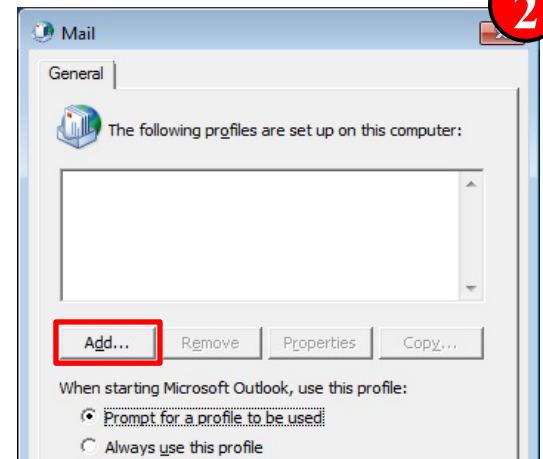 2
Mail
General
The following profiles are set up on this computer:
Add... Remove Properties Copy...
When starting Microsoft Outlook, use this profile:
Prompt for a profile to be used
Always use this profile